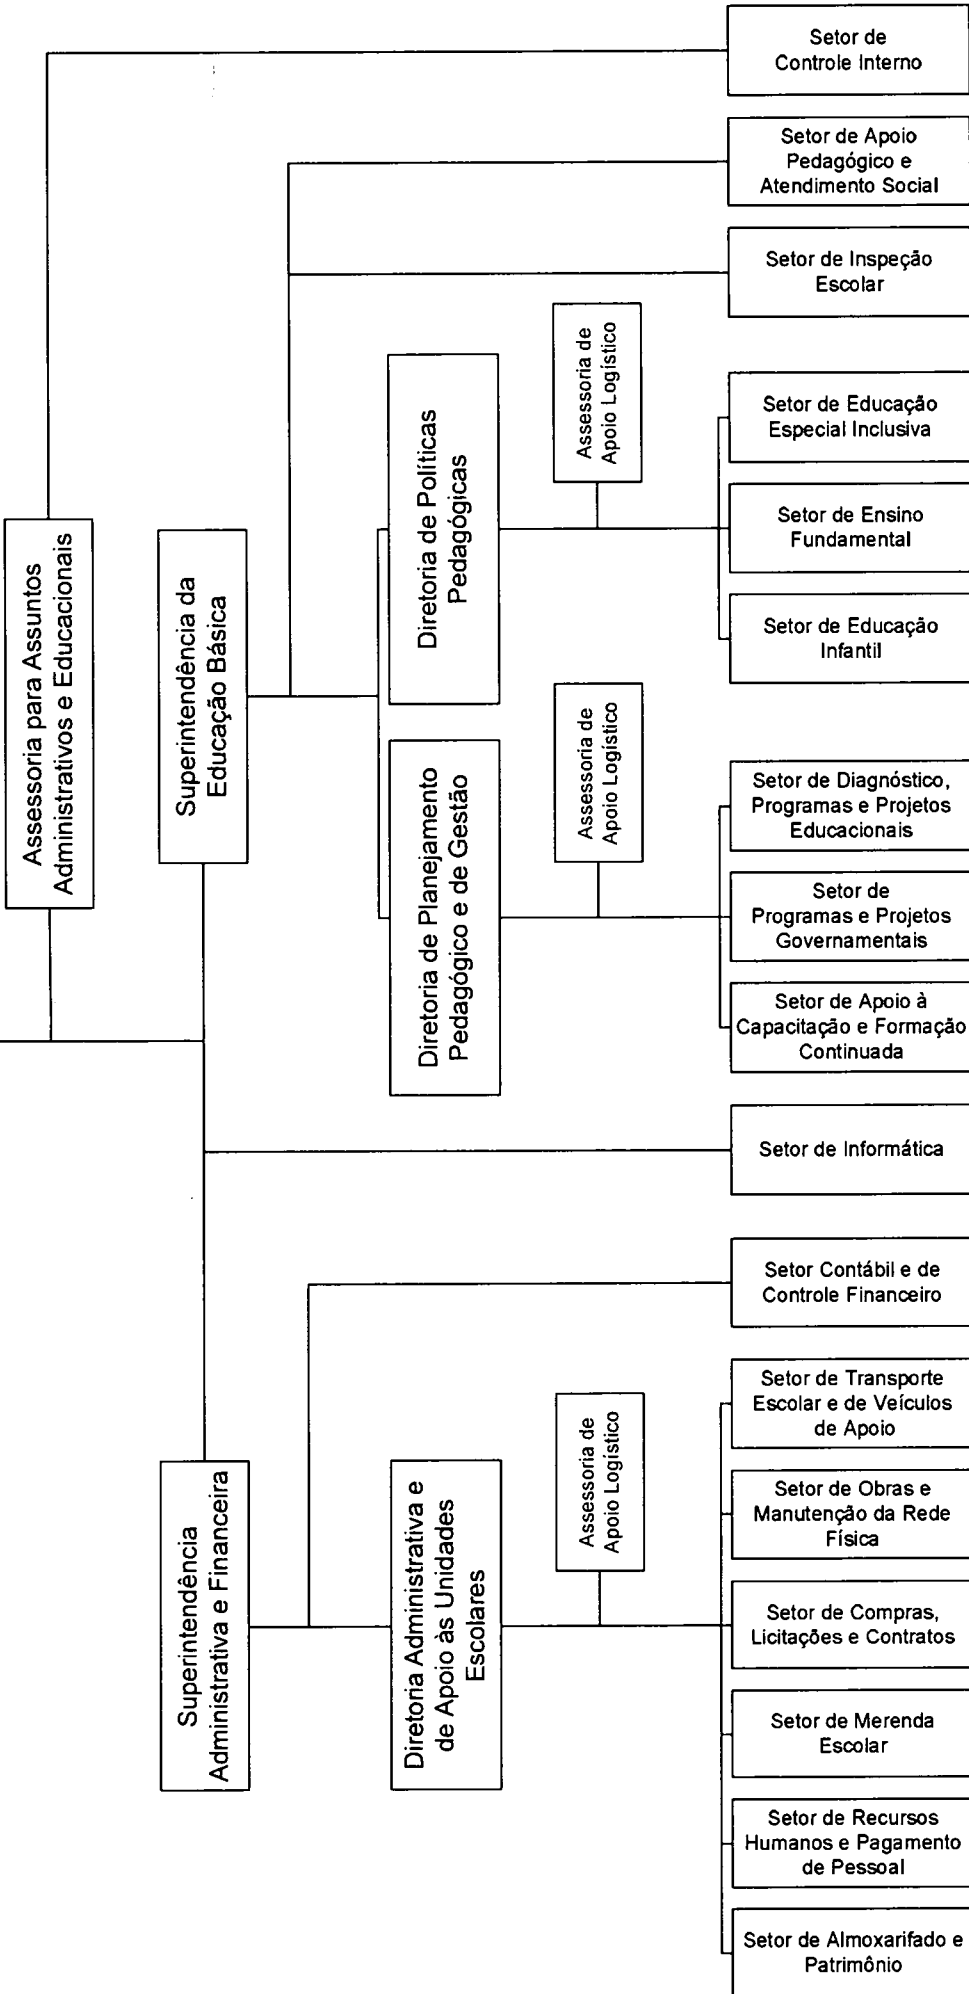 Assessoria para Assuntos
Administrativos e Educacionais
Superintendência
Administrativa e Financeira
Superintendência da
Educação Básica
Diretoria Administrativa e
de Apoio às Unidades
Escolares
Diretoria de Planejamento
Pedagógico e de Gestão
Diretoria de Políticas
Pedagógicas
Assessoria de
Apoio Logístico
Assessoria de
Apoio Logístico
Assessoria de
Apoio Logístico
Setor de
Controle Interno
Setor de Apoio
Pedagógico e
Atendimento Social
Setor de Inspeção
Escolar
Setor de Educação
Especial Inclusiva
Setor de Ensino
Fundamental
Setor de Educação
Infantil
Setor de Diagnóstico,
Programas e Projetos
Educacionais
Setor de
Programas e Projetos
Governamentais
Setor de Apoio à
Capacitação e Formação
Continuada
Setor de Informática
Setor Contábil e de
Controle Financeiro
Setor de Transporte
Escolar e de Veículos
de Apoio
Setor de Obras e
Manutenção da Rede
Física
Setor de Compras,
Licitações e Contratos
Setor de Merenda
Escolar
Setor de Recursos
Humanos e Pagamento
de Pessoal
Setor de Almoxarifado e
Patrimônio